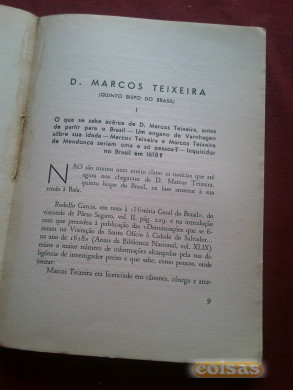 D. MARCOS TEIXEIRA
(QUINTO BISPO DO BRASIL)
I
O que se sabe acêrca de D. Marcos Teixeira, antes
de partir para o Brasil — Um engano de Varnhagen
sôbre sua idade — Marcos Teixeira e Marcos Teixeira
de Mendonça seriam uma e só pessoa? — Inquisidor
no Brasil em 1618?
NÃO são muitas nem muito claras as notícias que até
agora nos chegaram de D. Marcos Teixeira,
quinto bispo do Brasil, na fase anterior à sua
vinda à Baía.
Rodolfo Garcia, em nota à «História Geral do Brasil», do
visconde de Pôrto Seguro, vol. II, pág. 223, e na introdução
com que preambula à publicação das «Denunciações que se fi-
zeram na Visitação do Santo Ofício à Cidade do Salvador...
no ano de 1618» (Anais da Biblioteca Nacional, vol. XLIX)
reúne o maior número de informações alcançadas pela sua di-
ligência de investigador preciso e que sabe, como poucos, onde
Marcos Teixeira era licenciado em cânones, cônego e arce-
9
coisas